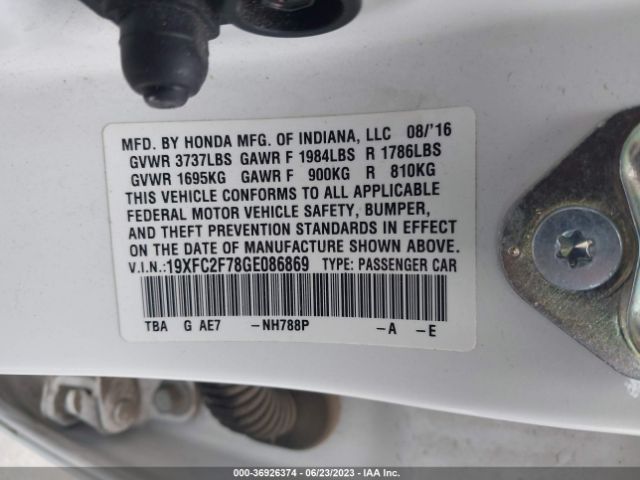 MFD. BY HONDA MFG. OF INDIANA, LLC 08/'16
GVWR 3737LBS GAWR F 1984LBS R 1786LBS
GVWR 1695KG GAWR F 900KG R 810KG
THIS VEHICLE CONFORMS TO ALL APPLICABLE
FEDERAL MOTOR VEHICLE SAFETY, BUMPER,
AND THEFT PREVENTION STANDARDS IN EFFECT
ON THE DATE OF MANUFACTURE SHOWN ABOVE.
V.I.N.:19XFC2F78GE086869 TYPE: PASSENGER CAR
TBA G AE7 -NH788P -A -E
000-36926374 / 06/23/2023 / IAA Inc.